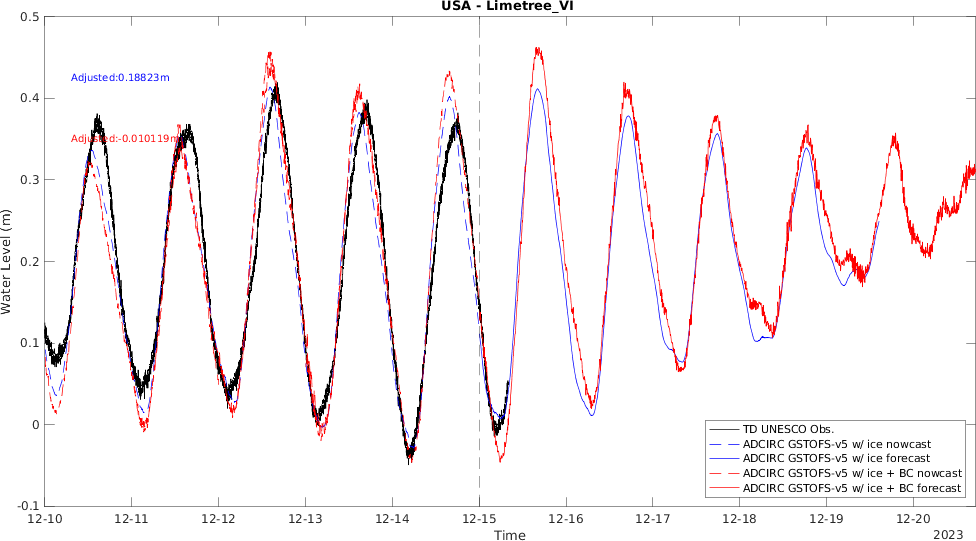 USA - Limetree_VI
0.5
0.4
0.3
0.2
0.1
0
-0.1
Water Level (m)
Adjusted:0.18823m
Adjusted:-0.010119m
TD UNESCO Obs.
ADCIRC GSTOFS-v5 w/ ice nowcast
ADCIRC GSTOFS-v5 w/ ice forecast
ADCIRC GSTOFS-v5 w/ ice + BC nowcast
ADCIRC GSTOFS-v5 w/ ice + BC forecast
12-10 12-11 12-12 12-13 12-14 12-15 12-16 12-17 12-18 12-19 12-20
Time
2023